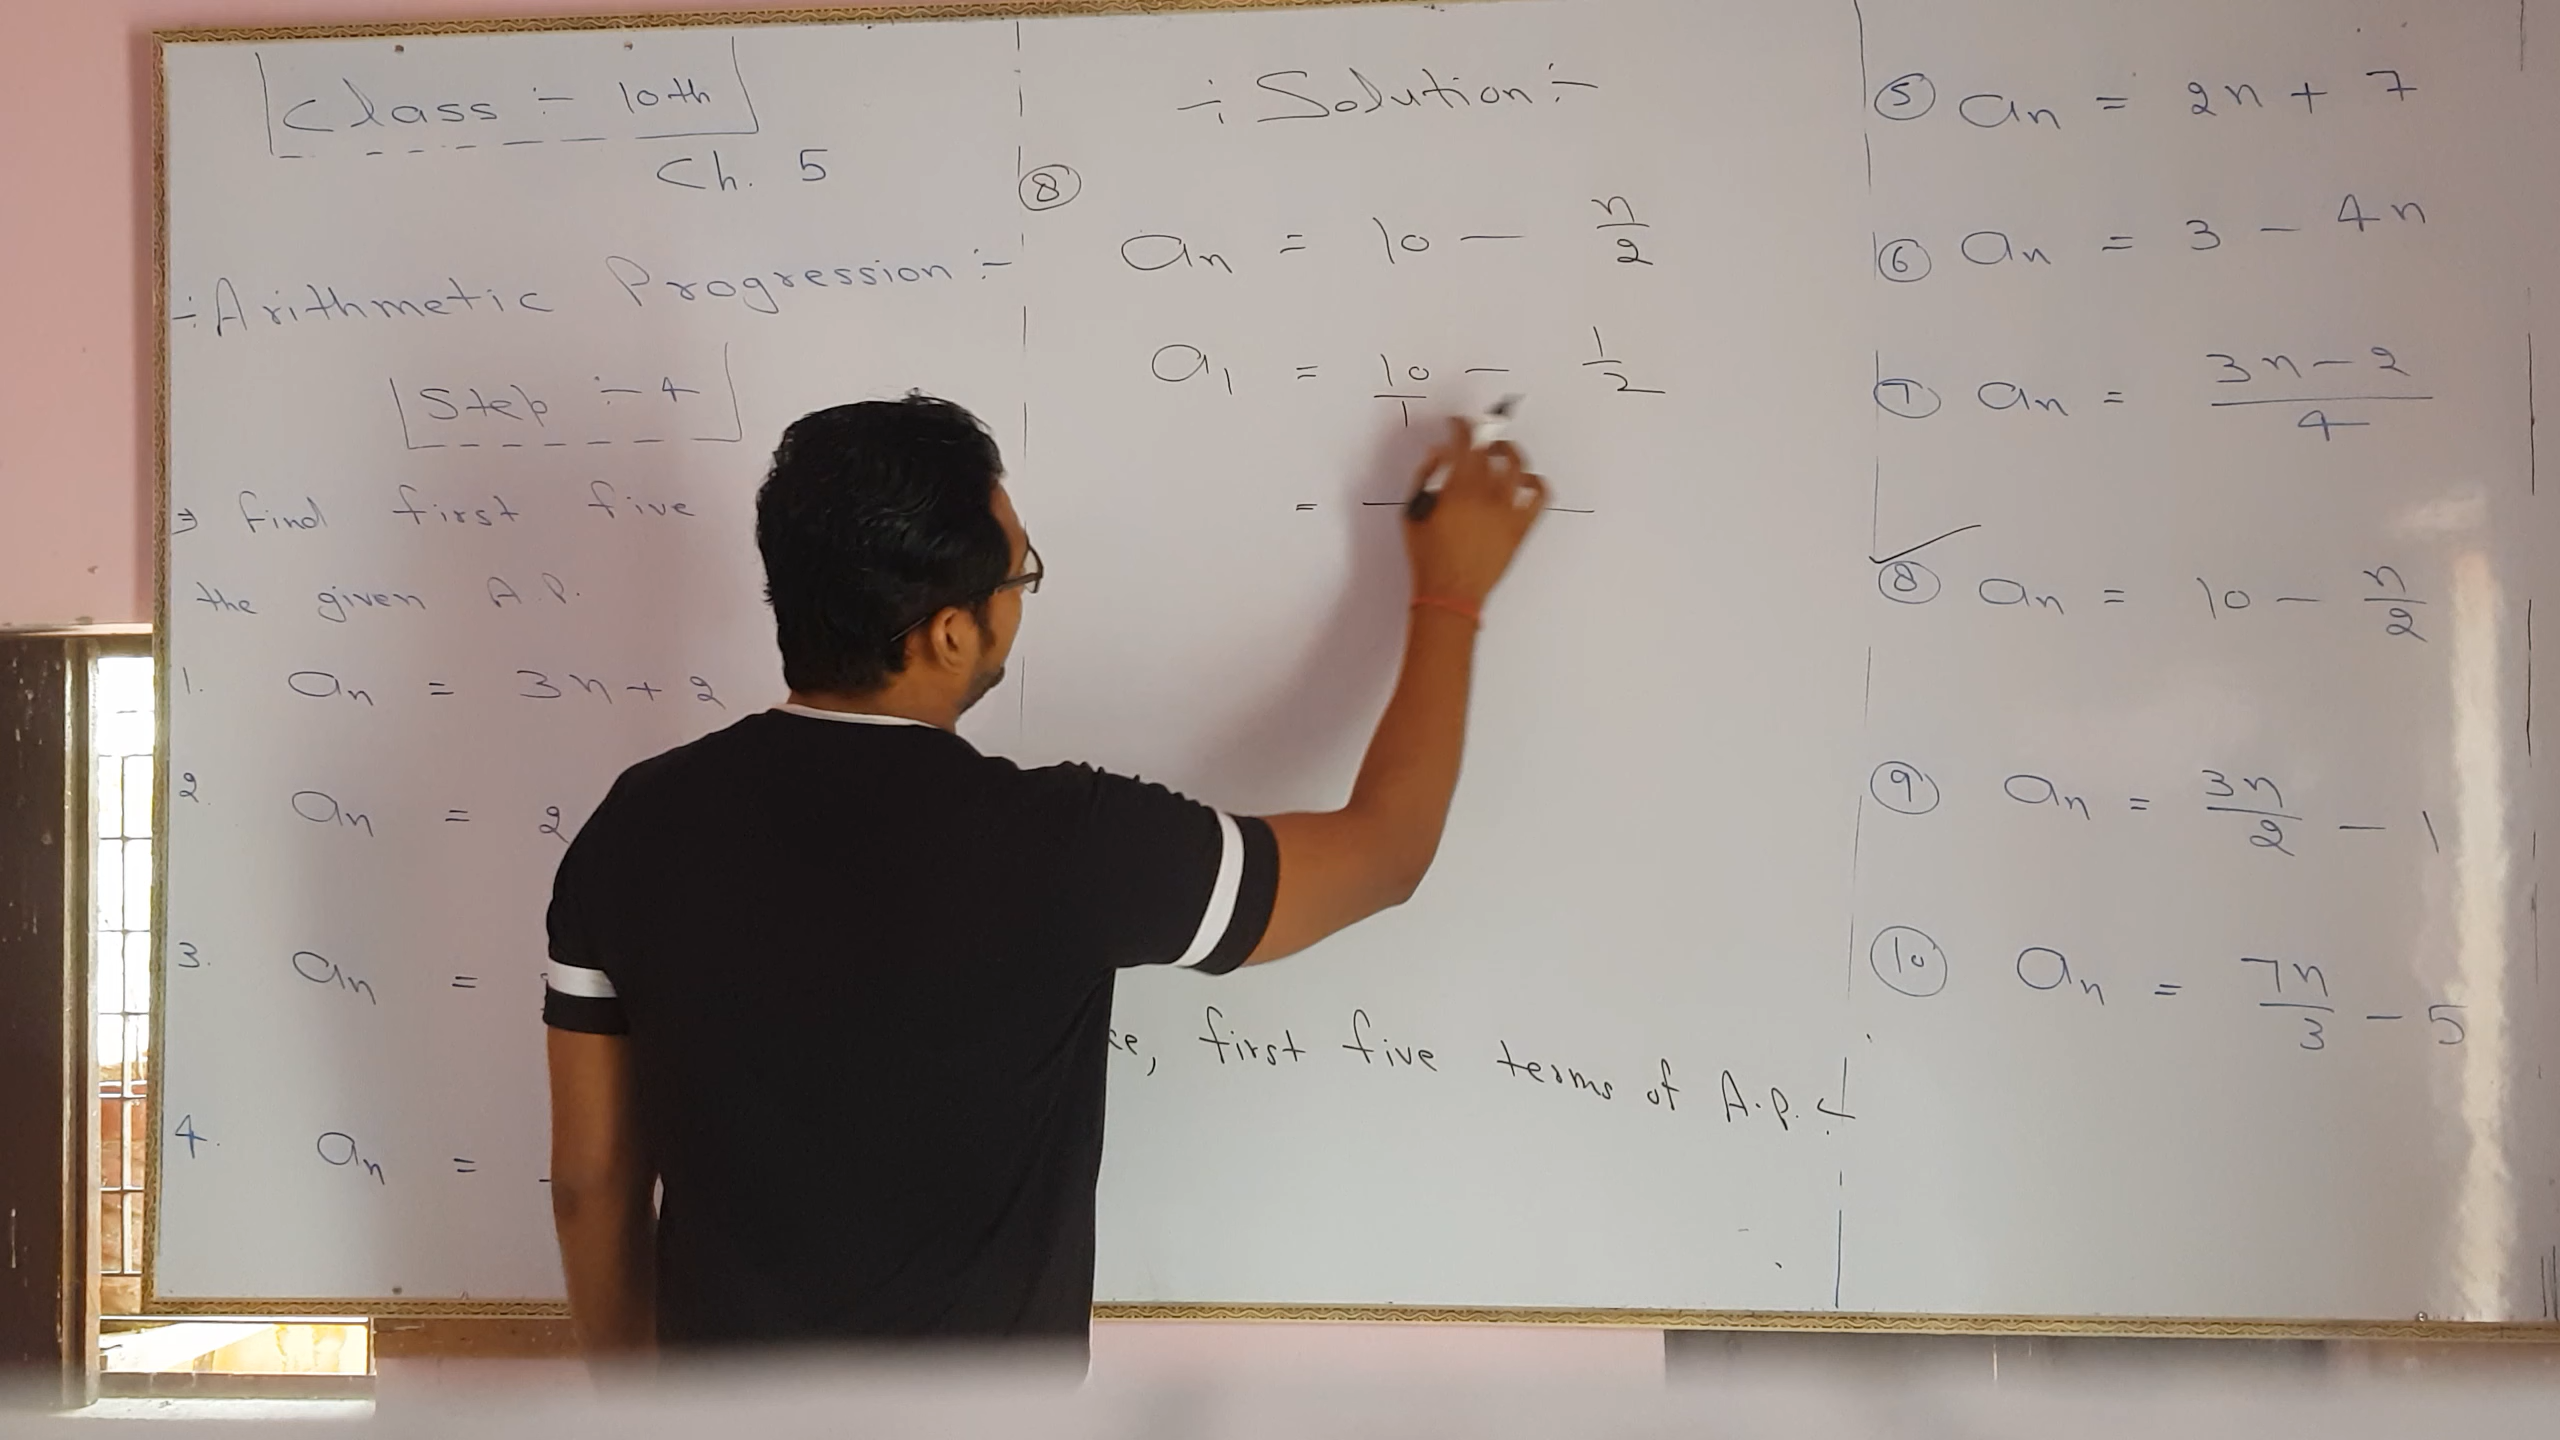 Class :- 10th
Ch. 5
÷ Arithmetic Progression :-
Step :- 4
⇒ find first five
the given A.P.
1. an = 3n + 2
2. an = 2
3. an =
4. an =
÷ Solution :-
⑧
an = 10 - n/2
a1 = 10/1 - 1/2
=
first five terms of A.P.
⑤ an = 2n + 7
⑥ an = 3 - 4n
⑦ an = (3n - 2)/4
✓
⑧ an = 10 - n/2
⑨ an = 3n/2 - 1
⑩ an = 7n/3 - 5